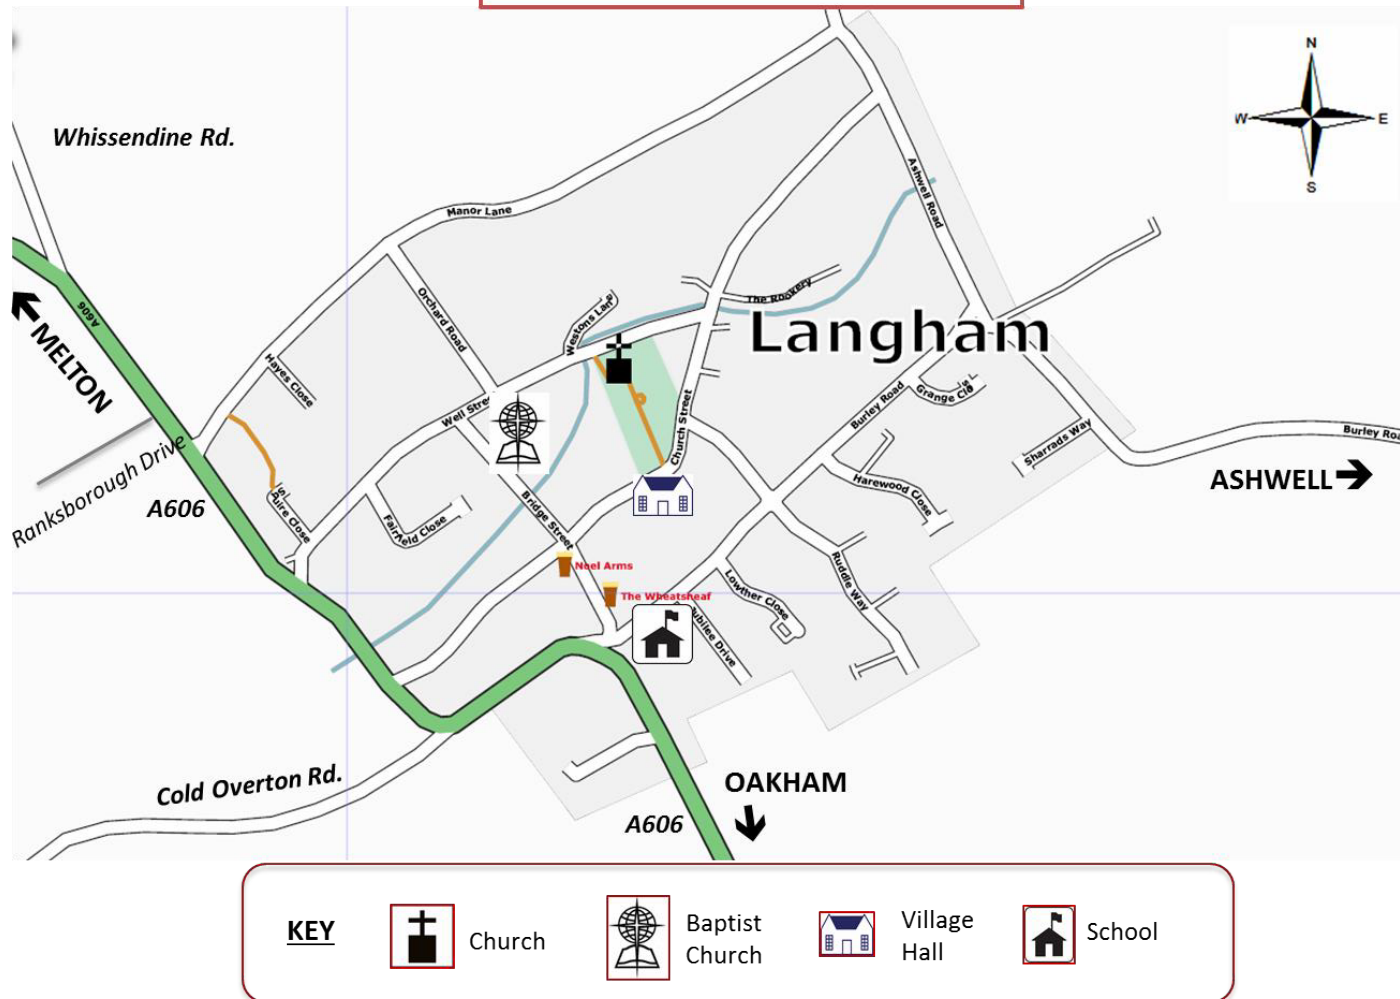 N
W
E
S
Whissendine Rd.
Manor Lane
Ashwell Road
A606
MELTON
Orchard Road
Westons Lane
The Rookery
Langham
Hayes Close
Well Street
Church Street
Burley Road
Grange Close
Sharrads Way
Burley Road
ASHWELL
Ranksborough Drive
A606
Squire Close
Fairfield Close
Bridge Street
Harewood Close
Noel Arms
The Wheatsheaf
Lowther Close
Ruddle Way
Jubilee Drive
Cold Overton Rd.
OAKHAM
A606
KEY
Church
Baptist
Church
Village
Hall
School